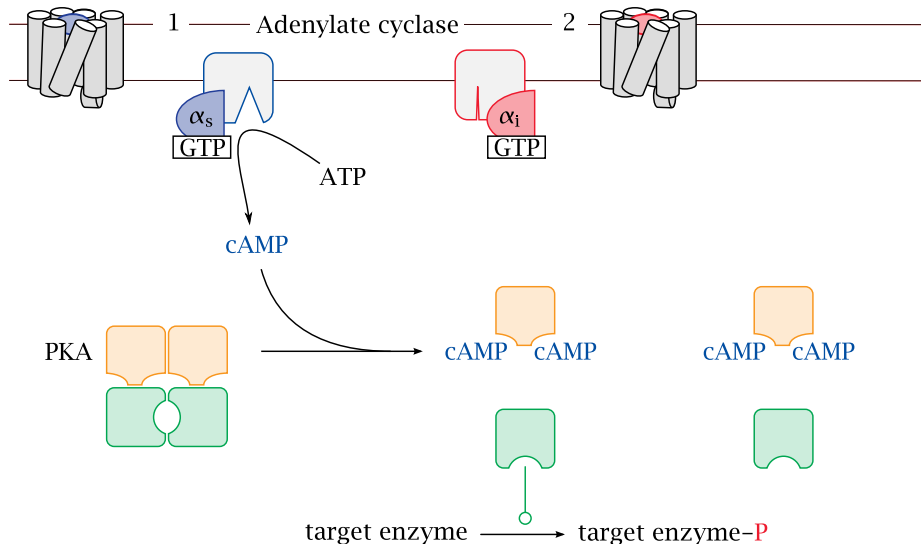 1 Adenylate cyclase 2
αs αi
GTP GTP
ATP
cAMP
PKA cAMP cAMP cAMP cAMP
target enzyme target enzyme–P